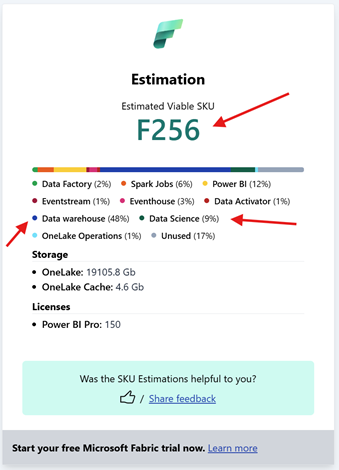 Estimation
Estimated Viable SKU
F256
Data Factory (2%) Spark Jobs (6%) Power BI (12%)
Eventstream (1%) Eventhouse (3%) Data Activator (1%)
Data warehouse (48%) Data Science (9%)
OneLake Operations (1%) Unused (17%)
Storage
• OneLake: 19105.8 Gb
• OneLake Cache: 4.6 Gb
Licenses
• Power BI Pro: 150
Was the SKU Estimations helpful to you?
/ Share feedback
Start your free Microsoft Fabric trial now. Learn more